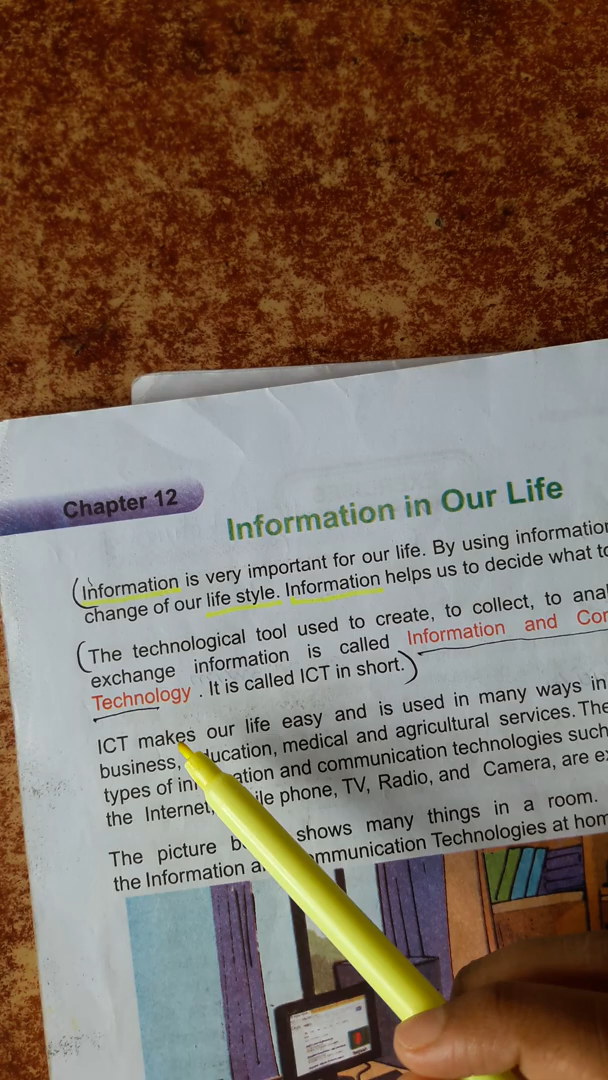 Chapter 12
Information in Our Life
Information is very important for our life. By using information
change of our life style. Information helps us to decide what to
The technological tool used to create, to collect, to
exchange information is called Information and
Technology . It is called ICT in short.
ICT makes our life easy and is used in many ways in
business, education, medical and agricultural services. The
types of information and communication technologies such
the Internet, mobile phone, TV, Radio, and Camera, are
The picture shows many things in a room.
the Information Communication Technologies at